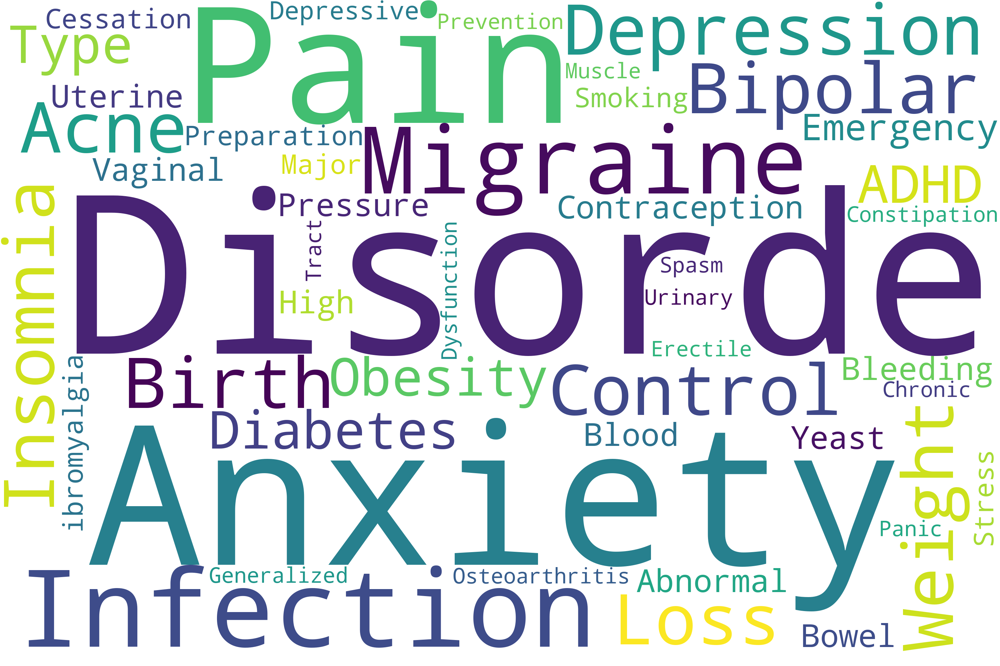 Cessation
Depressive
Prevention
Depression
Type
Pain
Muscle
Bipolar
Uterine
Smoking
Acne
Preparation
Migraine
Emergency
Vaginal
Major
ADHD
Pressure
Contraception
Constipation
Insomnia
Disorde
Tract
Dysfunction
Spasm
High
Urinary
Erectile
ibromyalgia
Birth
Obesity
Control
Bleeding
Chronic
Diabetes
Blood
Yeast
Weight
Stress
Anxiety
Panic
Generalized
Osteoarthritis
Abnormal
Infection
Loss
Bowel